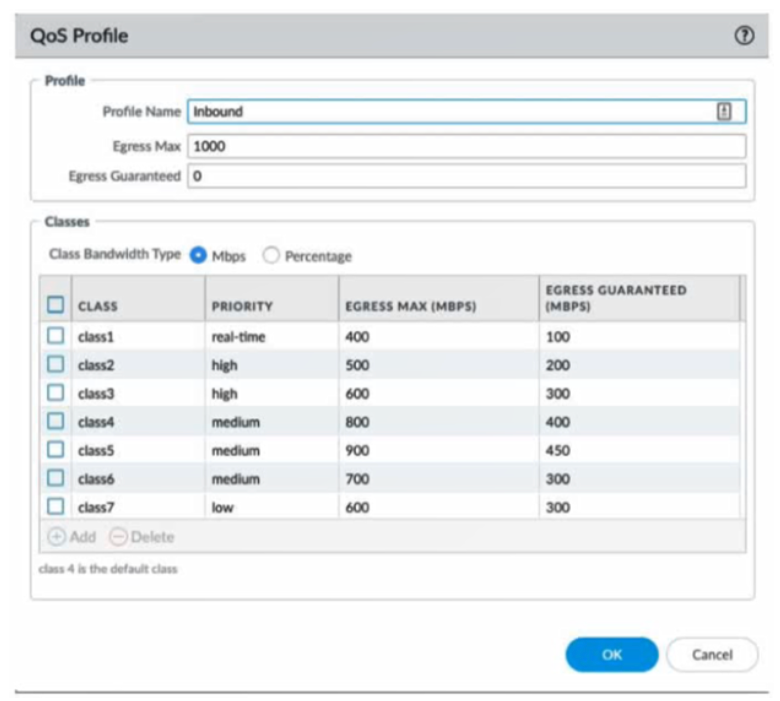 QoS Profile ?
Profile
Profile Name Inbound
Egress Max 1000
Egress Guaranteed 0
Classes
Class Bandwidth Type Mbps Percentage
CLASS PRIORITY EGRESS MAX (MBPS) EGRESS GUARANTEED (MBPS)
class1 real-time 400 100
class2 high 500 200
class3 high 600 300
class4 medium 800 400
class5 medium 900 450
class6 medium 700 300
class7 low 600 300
Add Delete
class 4 is the default class
OK Cancel